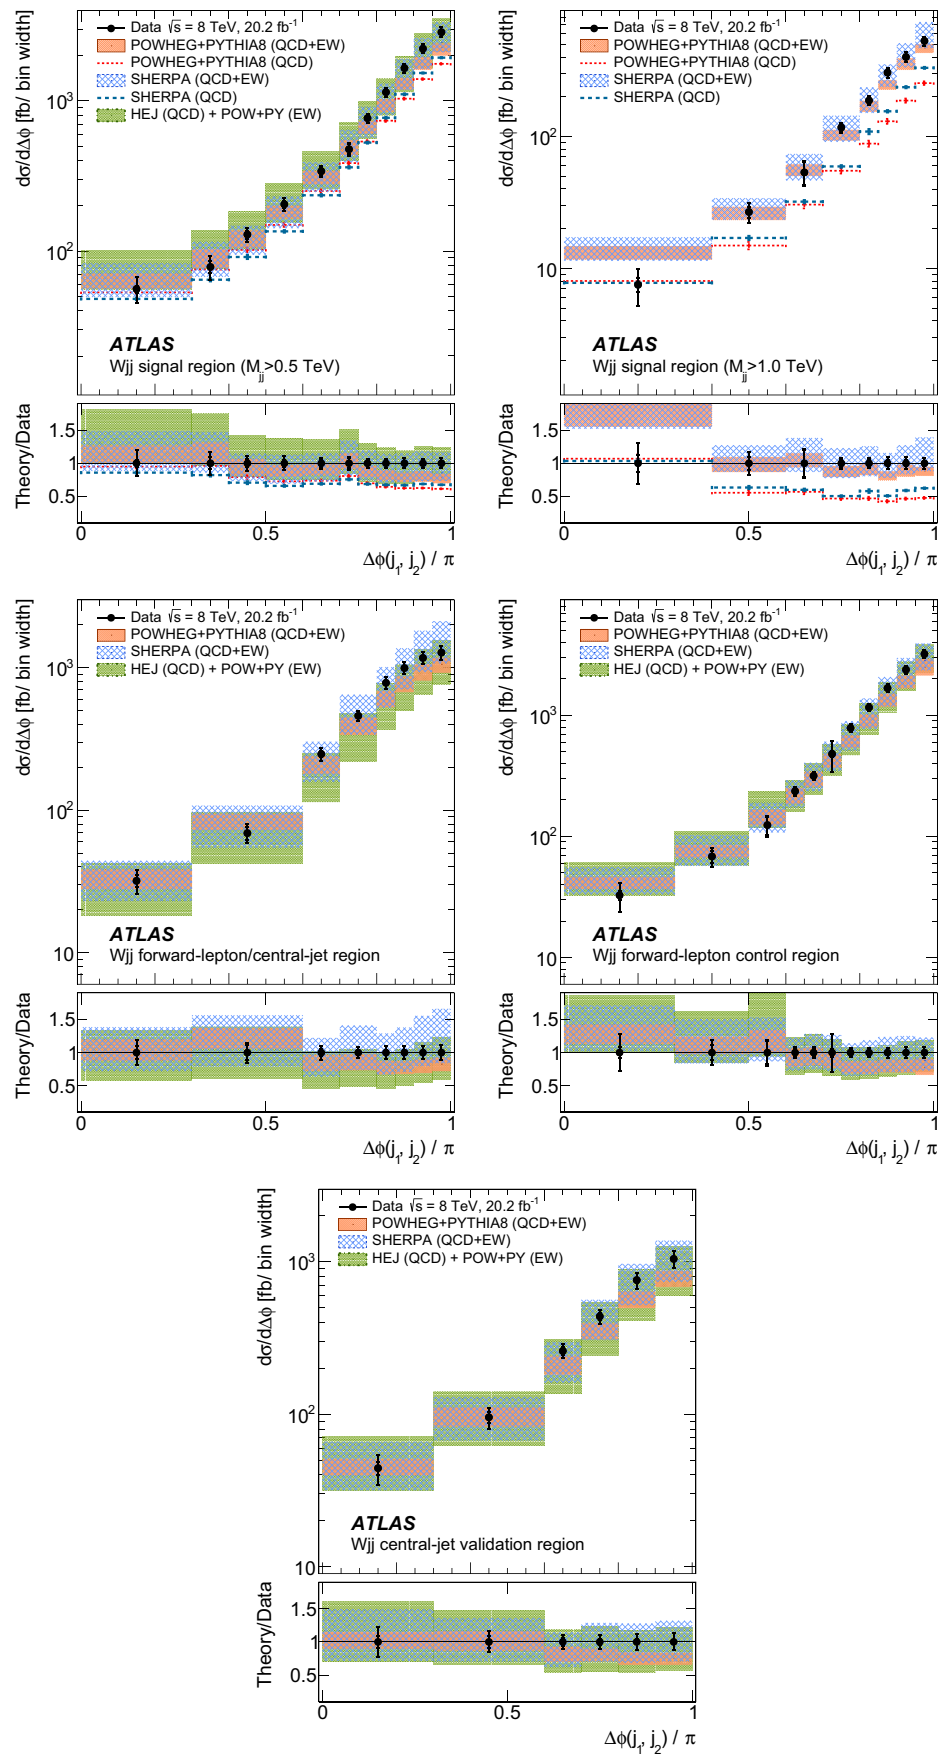 dσ/dΔϕ [fb/ bin width]
Data √s = 8 TeV, 20.2 fb⁻¹
POWHEG+PYTHIA8 (QCD+EW)
POWHEG+PYTHIA8 (QCD)
SHERPA (QCD+EW)
SHERPA (QCD)
HEJ (QCD) + POW+PY (EW)
10³
10²
ATLAS
Wjj signal region (M_jj>0.5 TeV)
Theory/Data
1.5
1
0.5
0 0.5 1
Δϕ(j₁, j₂) / π
dσ/dΔϕ [fb/ bin width]
Data √s = 8 TeV, 20.2 fb⁻¹
POWHEG+PYTHIA8 (QCD+EW)
POWHEG+PYTHIA8 (QCD)
SHERPA (QCD+EW)
SHERPA (QCD)
10²
10
ATLAS
Wjj signal region (M_jj>1.0 TeV)
Theory/Data
1.5
1
0.5
0 0.5 1
Δϕ(j₁, j₂) / π
dσ/dΔϕ [fb/ bin width]
Data √s = 8 TeV, 20.2 fb⁻¹
POWHEG+PYTHIA8 (QCD+EW)
SHERPA (QCD+EW)
HEJ (QCD) + POW+PY (EW)
10³
10²
10
ATLAS
Wjj forward-lepton/central-jet region
Theory/Data
1.5
1
0.5
0 0.5 1
Δϕ(j₁, j₂) / π
dσ/dΔϕ [fb/ bin width]
Data √s = 8 TeV, 20.2 fb⁻¹
POWHEG+PYTHIA8 (QCD+EW)
SHERPA (QCD+EW)
HEJ (QCD) + POW+PY (EW)
10³
10²
10
ATLAS
Wjj forward-lepton control region
Theory/Data
1.5
1
0.5
0 0.5 1
Δϕ(j₁, j₂) / π
dσ/dΔϕ [fb/ bin width]
Data √s = 8 TeV, 20.2 fb⁻¹
POWHEG+PYTHIA8 (QCD+EW)
SHERPA (QCD+EW)
HEJ (QCD) + POW+PY (EW)
10³
10²
10
ATLAS
Wjj central-jet validation region
Theory/Data
1.5
1
0.5
0 0.5 1
Δϕ(j₁, j₂) / π